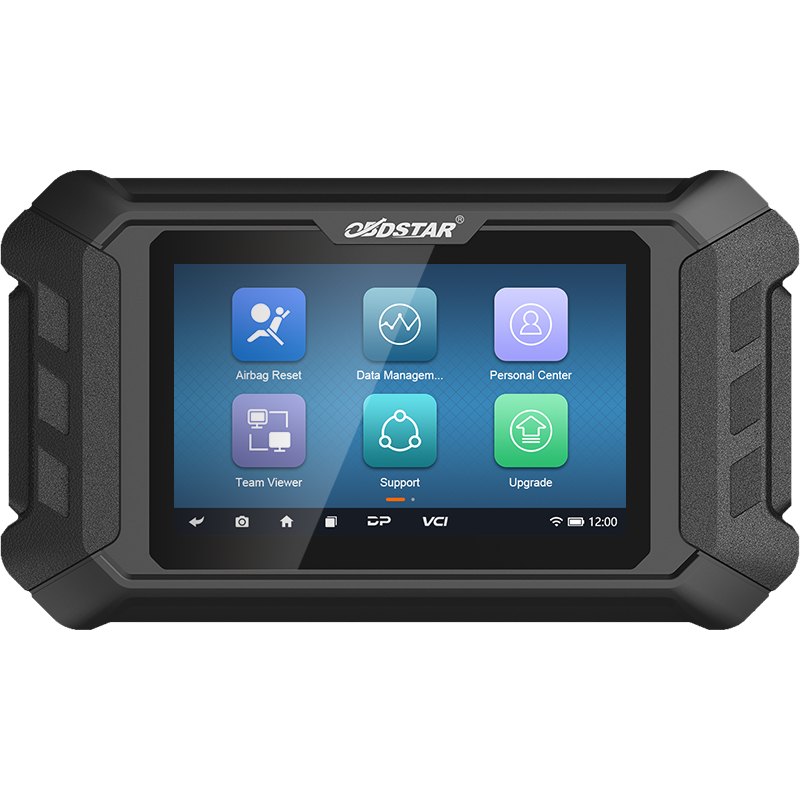 OBDSTAR®
Airbag Reset
Data Managem...
Personal Center
Team Viewer
Support
Upgrade
DP
VCI
12:00